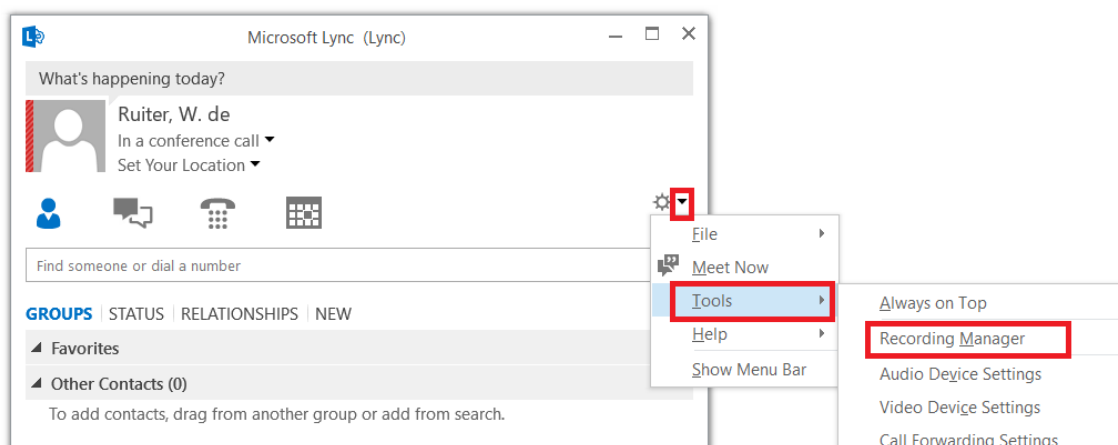 Microsoft Lync (Lync)
What's happening today?
Ruiter, W. de
In a conference call
Set Your Location
Find someone or dial a number
GROUPS STATUS RELATIONSHIPS NEW
Favorites
Other Contacts (0)
To add contacts, drag from another group or add from search.
File
Meet Now
Tools
Help
Show Menu Bar
Always on Top
Recording Manager
Audio Device Settings
Video Device Settings
Call Forwarding Settings